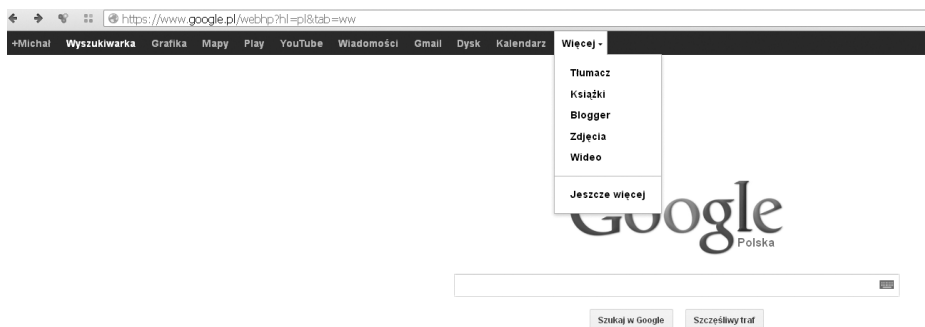 https://www.google.pl/webhp?hl=pl&tab=ww
+Michał Wyszukiwarka Grafika Mapy Play YouTube Wiadomości Gmail Dysk Kalendarz Więcej
Tłumacz
Książki
Blogger
Zdjęcia
Wideo
Jeszcze więcej
Google
Polska
Szukaj w Google Szczęśliwy traf